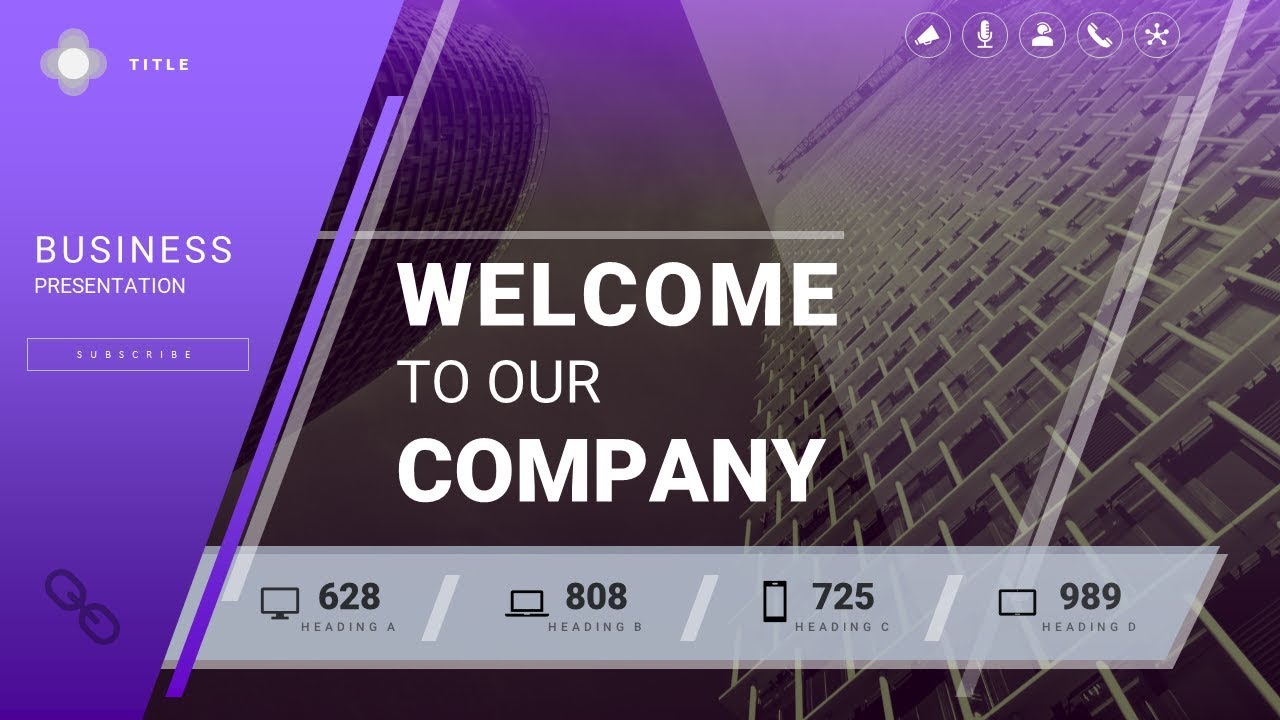 TITLE
BUSINESS
PRESENTATION
SUBSCRIBE
WELCOME
TO OUR
COMPANY
628
HEADING A
808
HEADING B
725
HEADING C
989
HEADING D